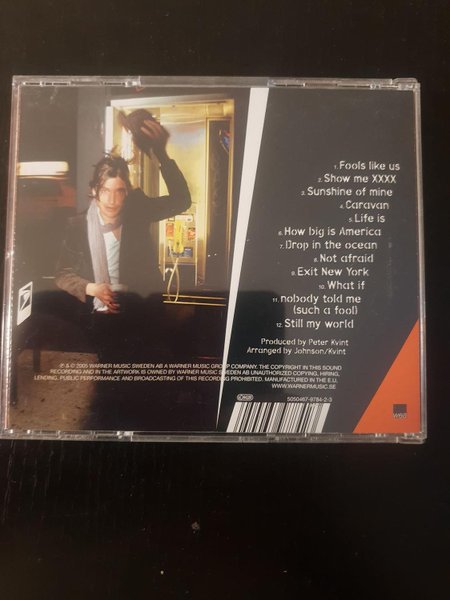 1. Fools like us
2. Show me XXXX
3. Sunshine of mine
4. Caravan
5. Life is
6. How big is America
7. Drop in the ocean
8. Not afraid
9. Exit New York
10. What if
11. nobody told me
(such a fool)
12. Still my world
Produced by Peter Kvint
Arranged by Johnson/Kvint
℗ & © 2005 WARNER MUSIC SWEDEN AB A WARNER MUSIC GROUP COMPANY. THE COPYRIGHT IN THIS SOUND
RECORDING AND IN THE ARTWORK IS OWNED BY WARNER MUSIC SWEDEN AB UNAUTHORIZED COPYING, HIRING,
LENDING, PUBLIC PERFORMANCE AND BROADCASTING OF THIS RECORDING PROHIBITED. MANUFACTURED IN THE E.U.
WWW.WARNERMUSIC.SE
5050467-9784-2-3
wea